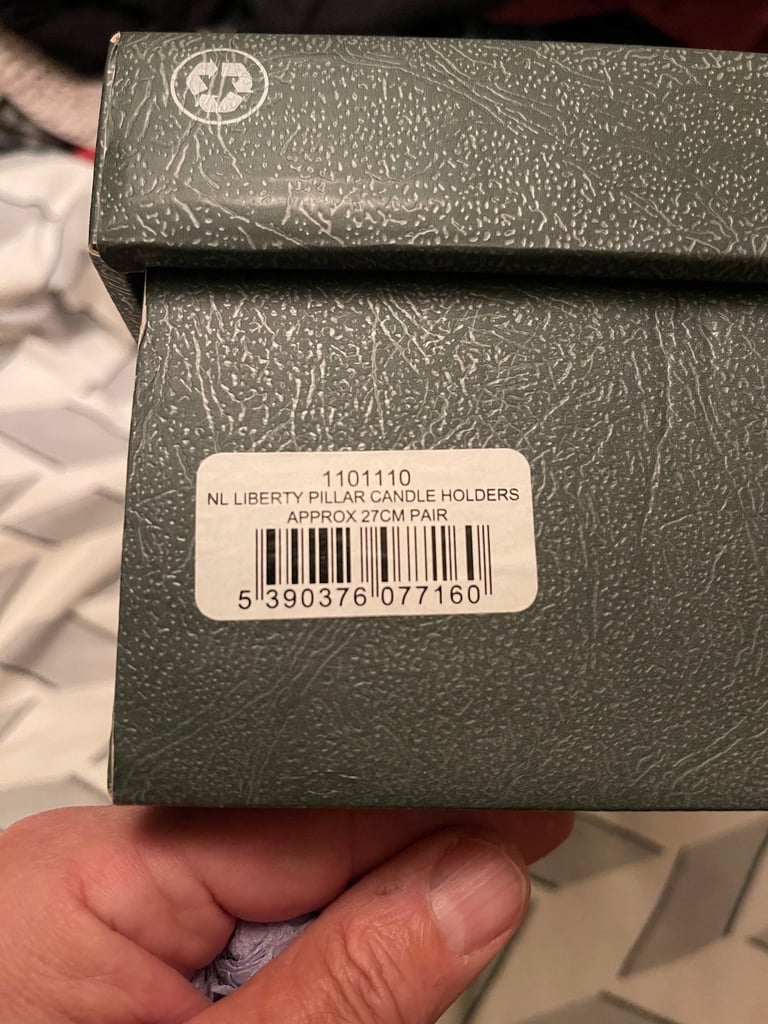 1101110
NL LIBERTY PILLAR CANDLE HOLDERS
APPROX 27CM PAIR
5 390376 077160